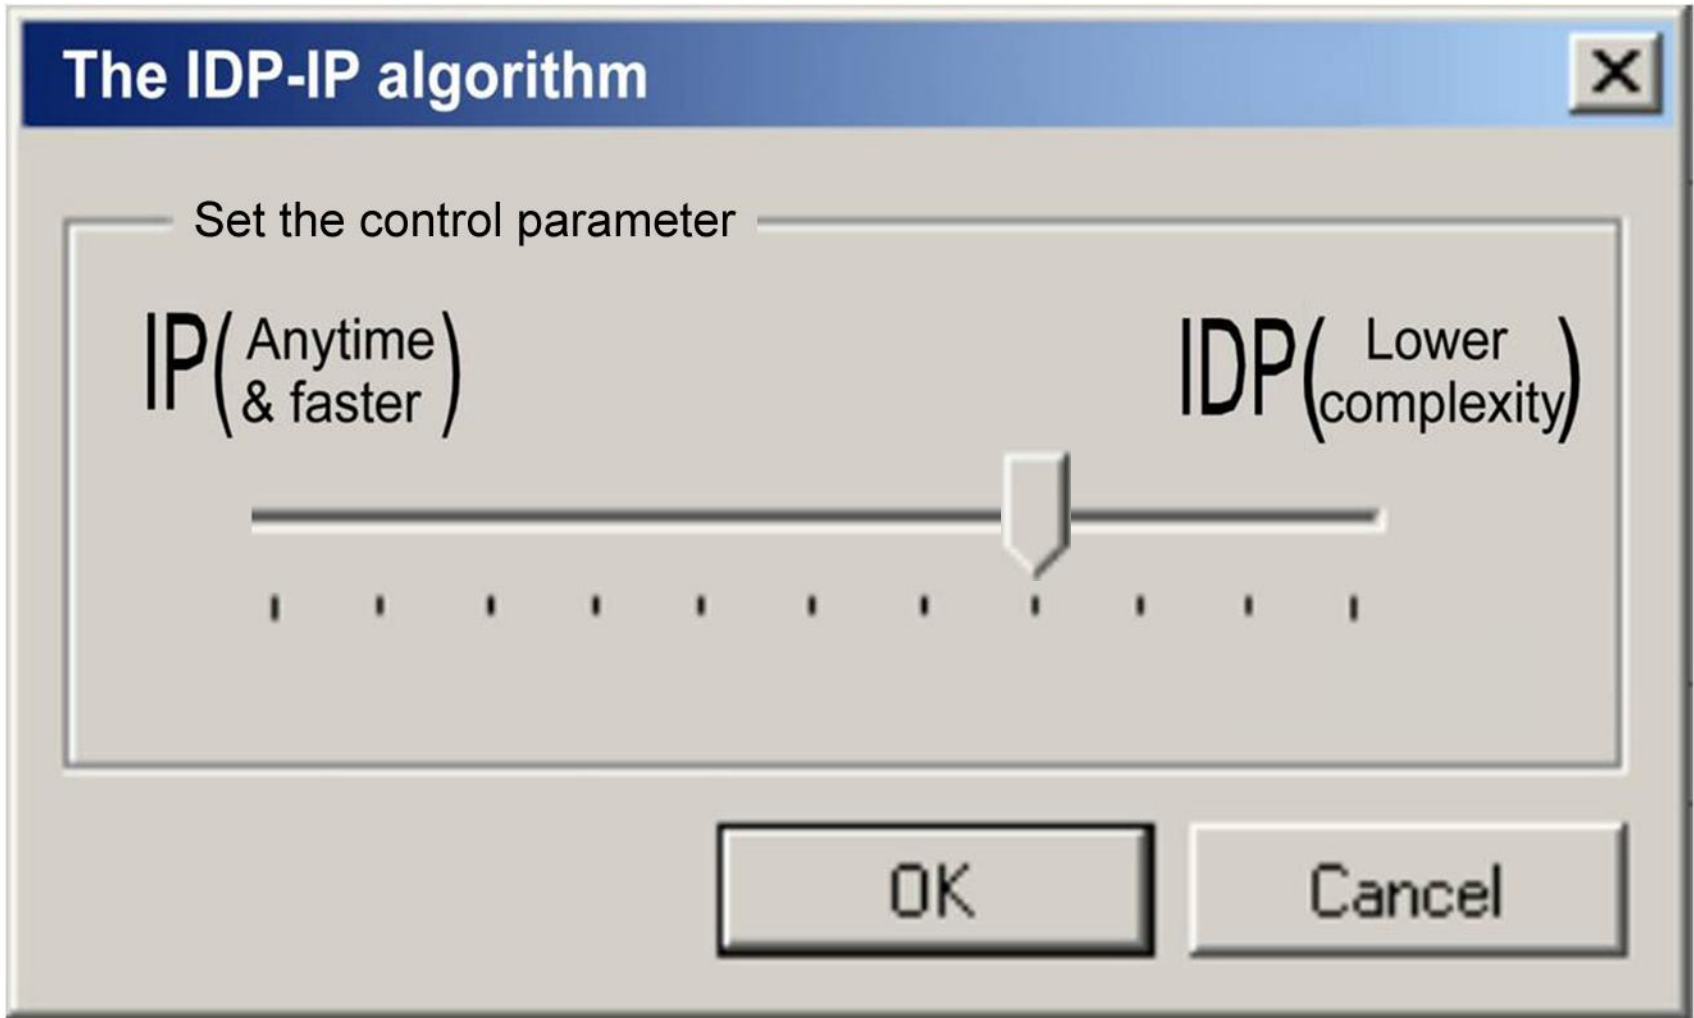 The IDP-IP algorithm
Set the control parameter
IP(Anytime
& faster)
IDP(Lower
complexity)
OK
Cancel